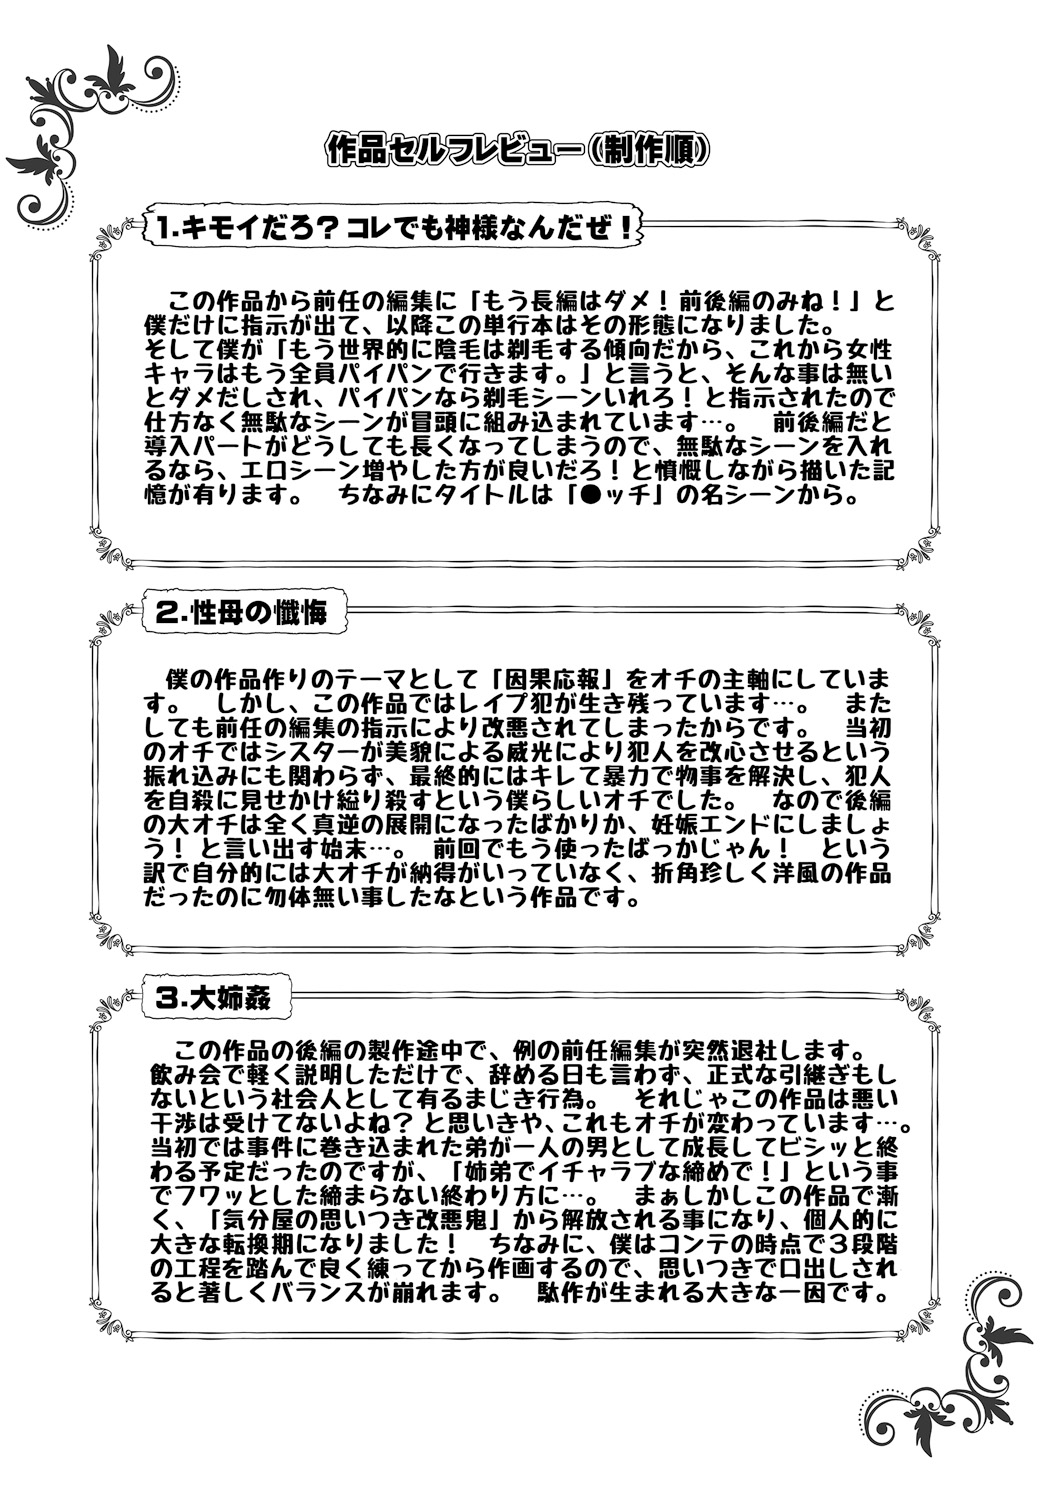 作品セルフレビュー(制作順)
1.キモイだろ?コレでも神様なんだぜ!
この作品から前任の編集に「もう長編はダメ!前後編のみね!」と
僕だけに指示が出て、以降この単行本はその形態になりました。
そして僕が「もう世界的に陰毛は剃毛する傾向だから、これから女性
キャラはもう全員パイパンで行きます。」と言うと、そんな事は無い
とダメだしされ、パイパンなら剃毛シーンいれろ!と指示されたので
仕方なく無駄なシーンが冒頭に組み込まれています…。 前後編だと
導入パートがどうしても長くなってしまうので、無駄なシーンを入れ
るなら、エロシーン増やした方が良いだろ!と憤慨しながら描いた記
憶が有ります。 ちなみにタイトルは「●ッチ」の名シーンから。
2.性母の懺悔
僕の作品作りのテーマとして「因果応報」をオチの主軸にしていま
す。 しかし、この作品ではレイプ犯が生き残っています…。 また
しても前任の編集の指示により改悪されてしまったからです。 当初
のオチではシスターが美貌による威光により犯人を改心させるという
振れ込みにも関わらず、最終的にはキレて暴力で物事を解決し、犯人
を自殺に見せかけ縊り殺すという僕らしいオチでした。 なので後編
の大オチは全く真逆の展開になったばかりか、妊娠エンドにしましょ
う!と言い出す始末…。 前回でもう使ったばっかじゃん! という
訳で自分的には大オチが納得がいっていなく、折角珍しく洋風の作品
だったのに勿体無い事したなという作品です。
3.大姉姦
この作品の後編の製作途中で、例の前任編集が突然退社します。
飲み会で軽く説明しただけで、辞める日も言わず、正式な引継ぎもし
ないという社会人として有るまじき行為。 それじゃこの作品は悪い
干渉は受けてないよね?と思いきや、これもオチが変わっています…。
当初では事件に巻き込まれた弟が一人の男として成長してビシッと終
わる予定だったのですが、「姉弟でイチャラブな締めで!」という事
でフワッとした締まらない終わり方に…。 まぁしかしこの作品で漸
く、「気分屋の思いつき改悪鬼」から解放される事になり、個人的に
大きな転換期になりました! ちなみに、僕はコンテの時点で3段階
の工程を踏んで良く練ってから作画するので、思いつきで口出しされ
ると著しくバランスが崩れます。 駄作が生まれる大きな一因です。